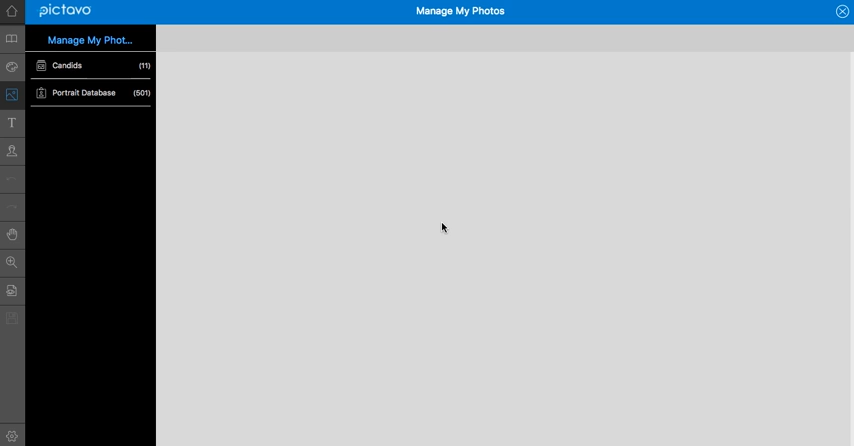 pictavo
Manage My Photos
Manage My Phot...
Candids (11)
Portrait Database (501)
T